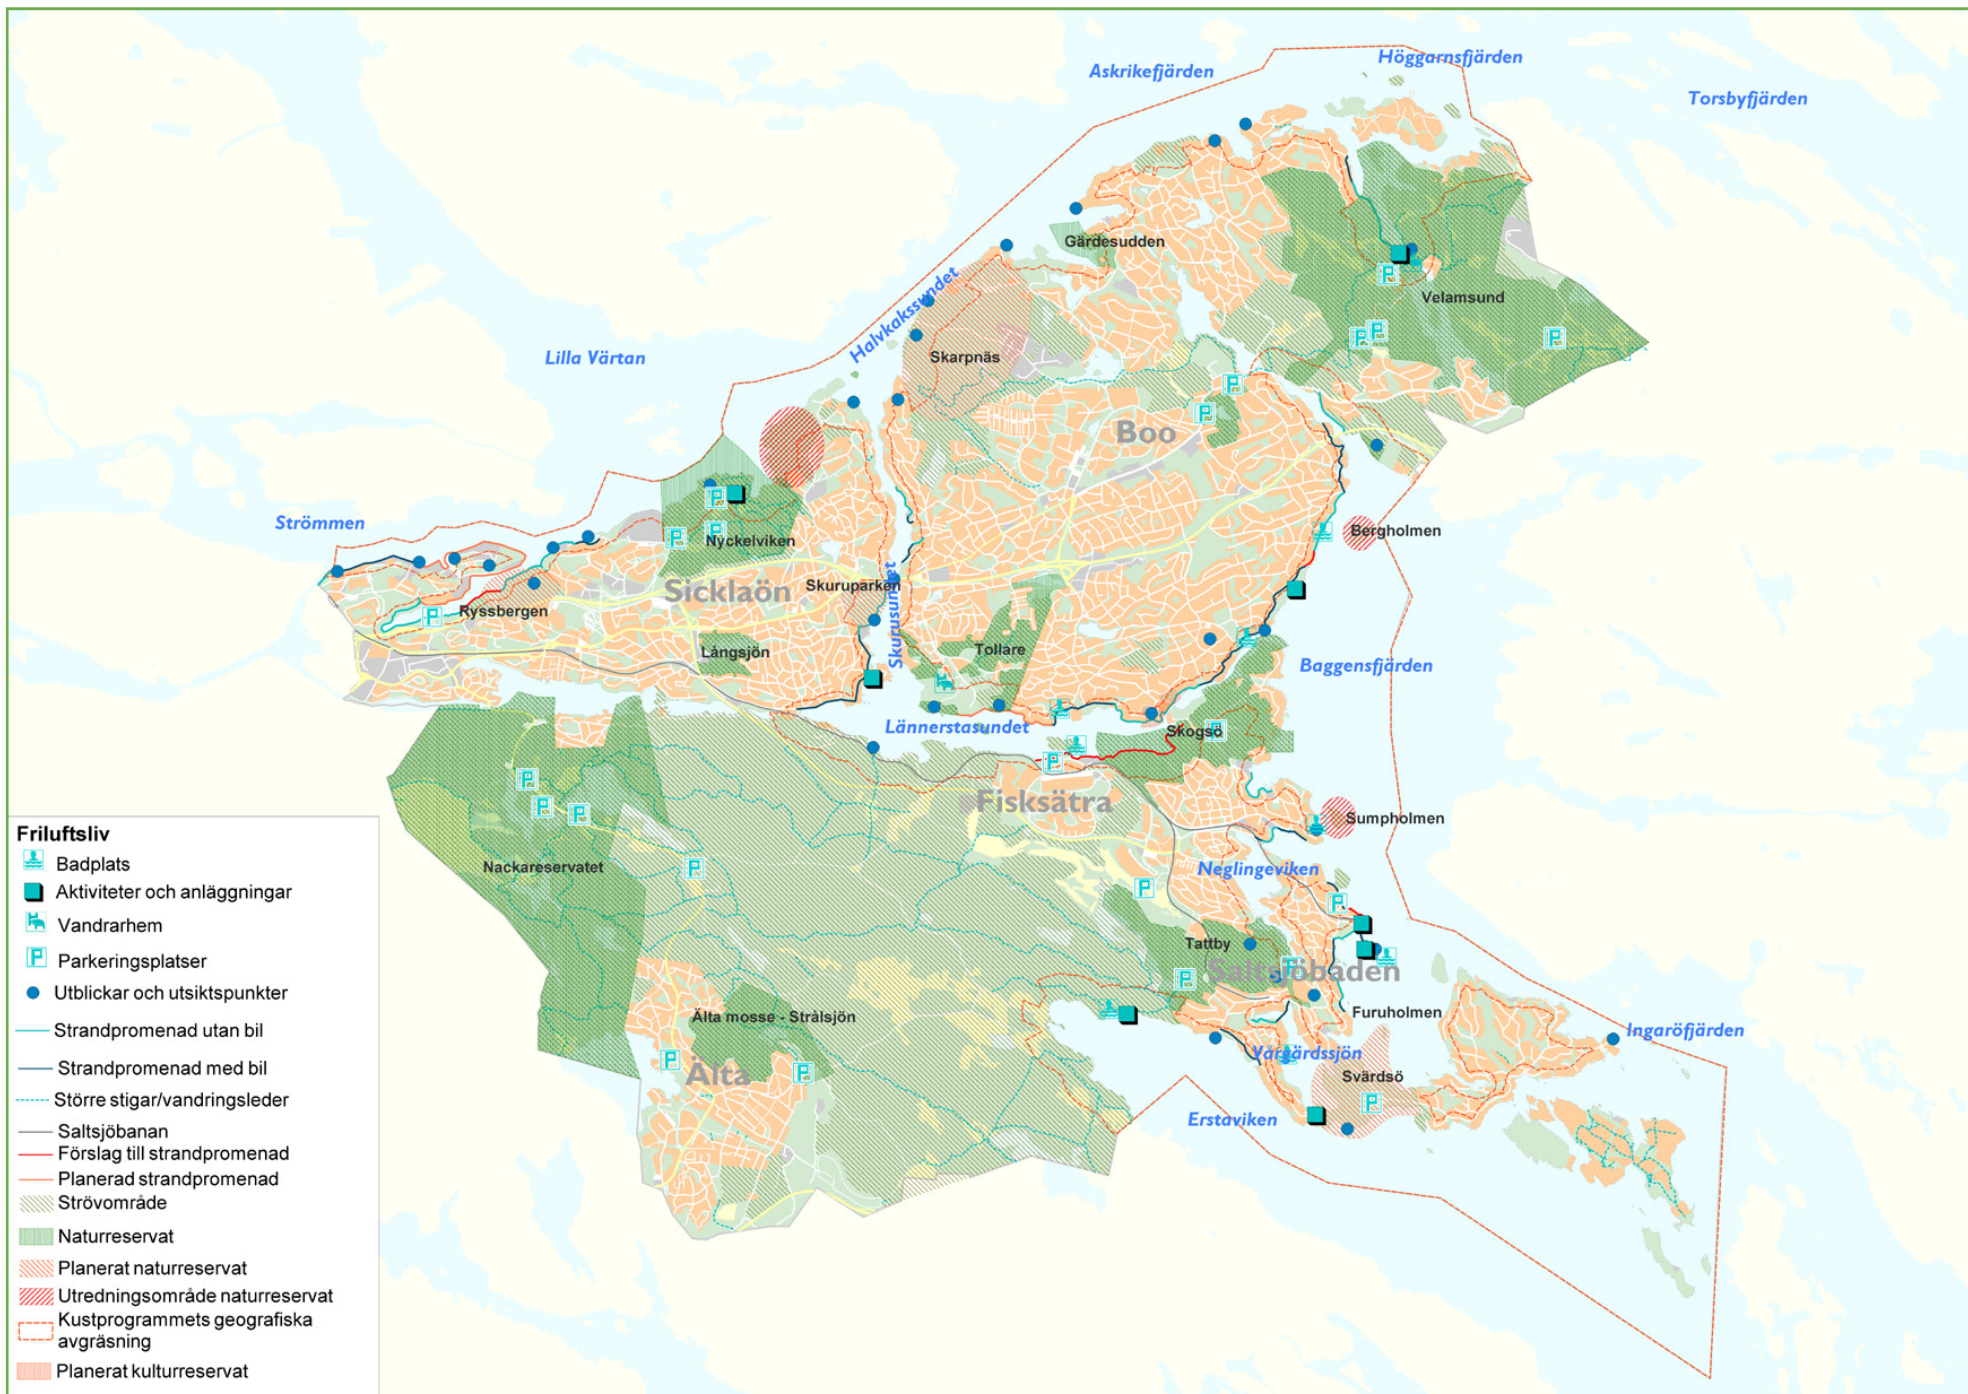 Höggarnsfjärden
Askrikefjärden
Torsbyfjärden
Gärdesudden
Velamsund
Halvkakssundet
Lilla Värtan
Skarpnäs
Boo
Strömmen
Bergholmen
Nyckelviken
Sicklaön
Skuruparken
Ryssbergen
Skurusundet
Långsjön
Tollare
Baggensfjärden
Lännerstasundet
Skogsö
Fisksätra
Sumpholmen
Nackareservatet
Neglingeviken
Tattby
Saltsjöbaden
Furuholmen
Älta mosse - Strålsjön
Ingaröfjärden
Vårgärdssjön
Älta
Svärdsö
Erstaviken
Friluftsliv
Badplats
Aktiviteter och anläggningar
Vandrarhem
P Parkeringsplatser
Utblickar och utsiktspunkter
Strandpromenad utan bil
Strandpromenad med bil
Större stigar/vandringsleder
Saltsjöbanan
Förslag till strandpromenad
Planerad strandpromenad
Strövområde
Naturreservat
Planerat naturreservat
Utredningsområde naturreservat
Kustprogrammets geografiska
avgräsning
Planerat kulturreservat